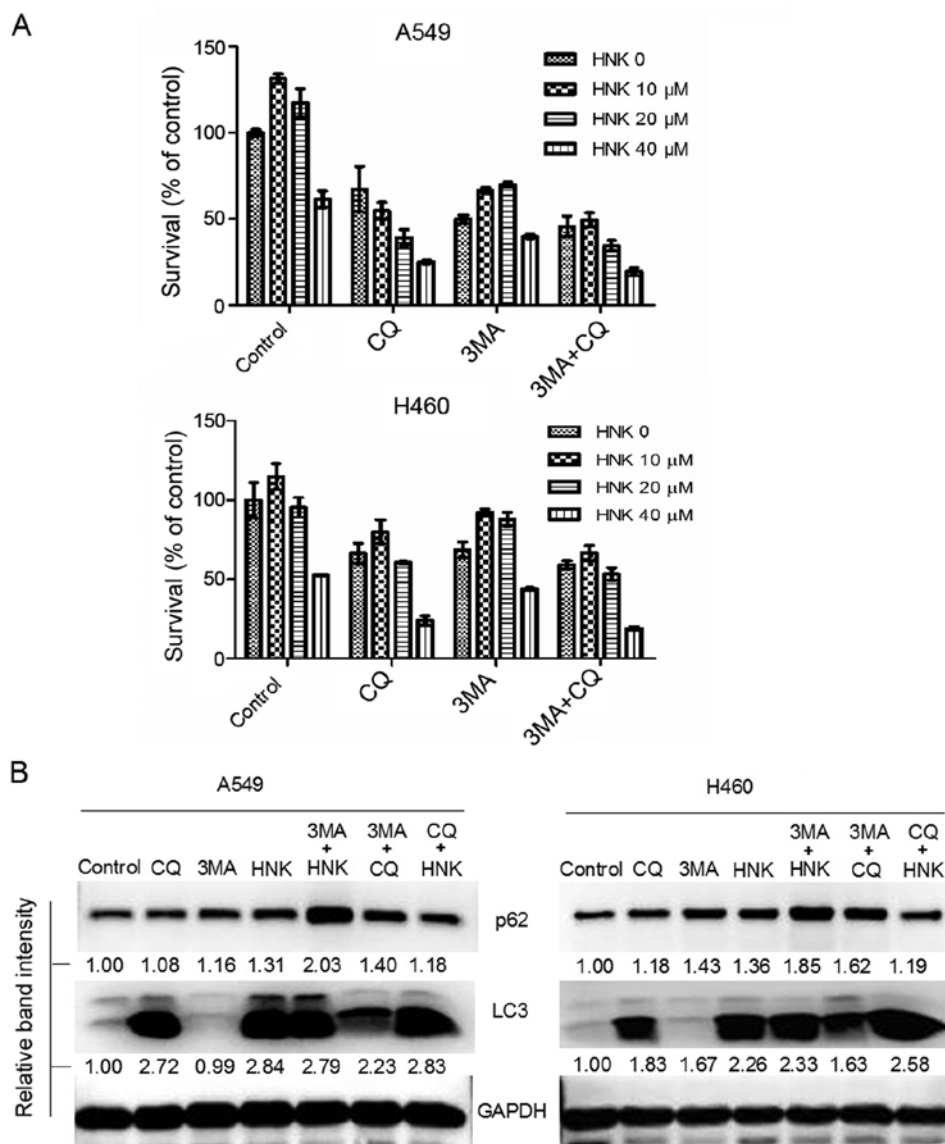 A
A549
150
100
50
0
Survival (% of control)
HNK 0
HNK 10 µM
HNK 20 µM
HNK 40 µM
Control
CQ
3MA
3MA+CQ
H460
150
100
50
0
Survival (% of control)
HNK 0
HNK 10 µM
HNK 20 µM
HNK 40 µM
Control
CQ
3MA
3MA+CQ
B
A549
H460
3MA 3MA CQ
+ + +
Control CQ 3MA HNK HNK CQ HNK
3MA 3MA CQ
+ + +
Control CQ 3MA HNK HNK CQ HNK
Relative band intensity
p62
1.00 1.08 1.16 1.31 2.03 1.40 1.18
1.00 1.18 1.43 1.36 1.85 1.62 1.19
LC3
1.00 2.72 0.99 2.84 2.79 2.23 2.83
1.00 1.83 1.67 2.26 2.33 1.63 2.58
GAPDH